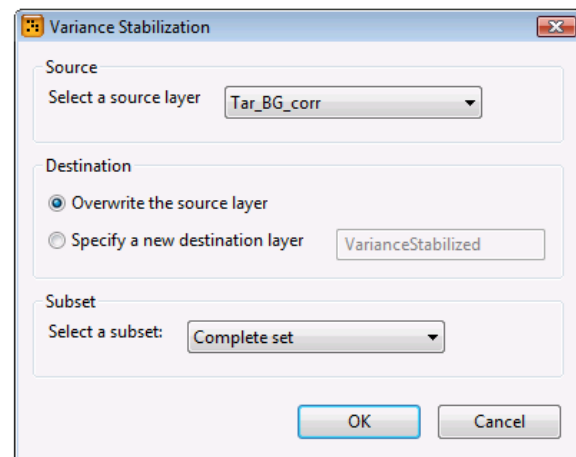 Variance Stabilization
Source
Select a source layer Tar_BG_corr
Destination
Overwrite the source layer
Specify a new destination layer VarianceStabilized
Subset
Select a subset: Complete set
OK Cancel